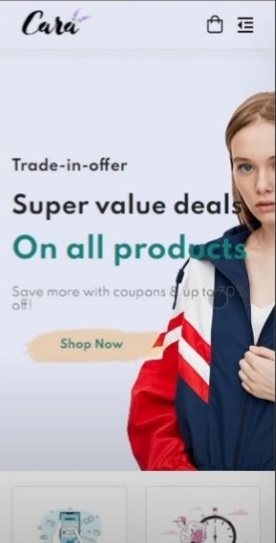 Cara
Trade-in-offer
Super value deals
On all products
Save more with coupons & up to 70%
off!
Shop Now